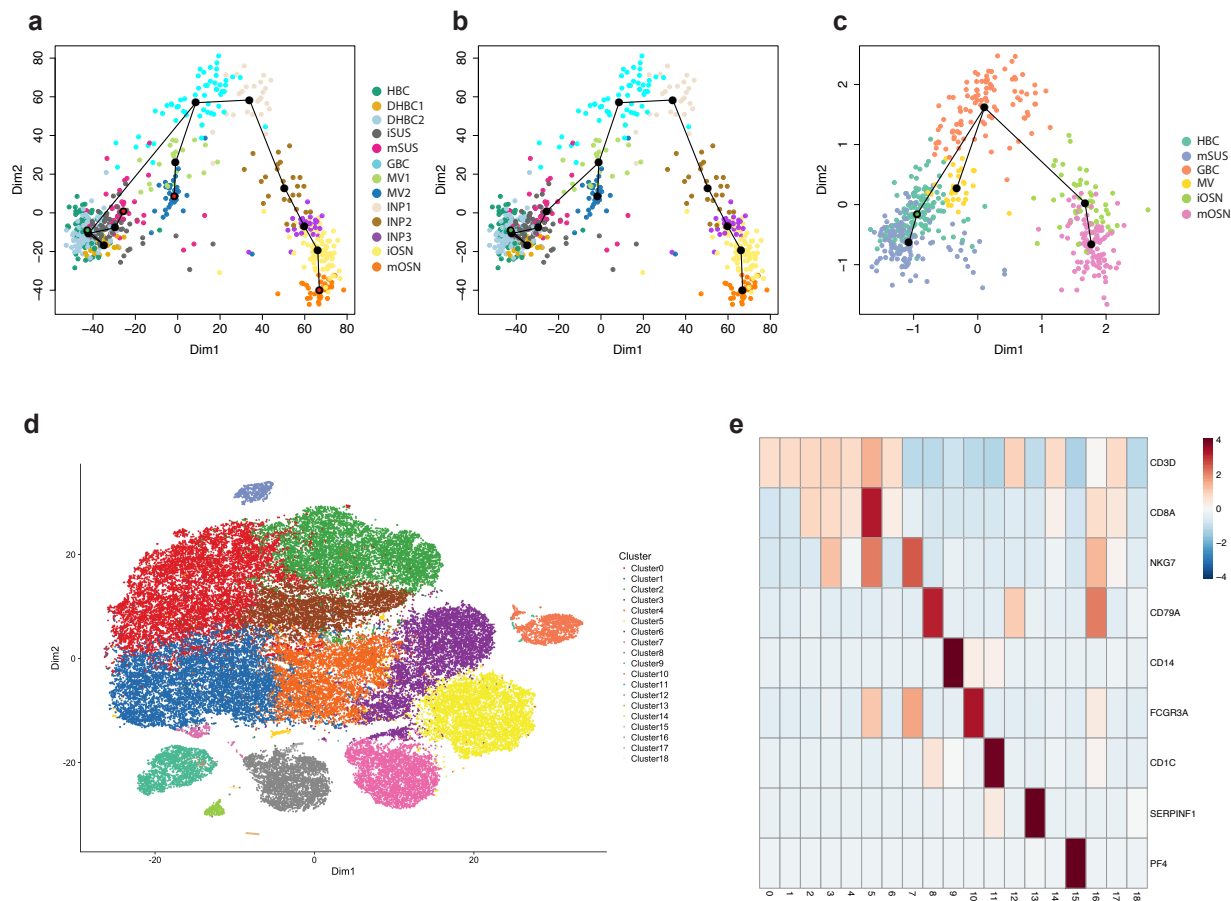 a
b
c
80
60
40
20
0
−20
−40
Dim2
−40
−20
0
20
40
60
80
Dim1
HBC
DHBC1
DHBC2
iSUS
mSUS
GBC
MV1
MV2
INP1
INP2
INP3
iOSN
mOSN
80
60
40
20
0
−20
−40
Dim2
−40
−20
0
20
40
60
80
Dim1
2
1
0
−1
Dim2
−1
0
1
2
Dim1
HBC
mSUS
GBC
MV
iOSN
mOSN
d
20
0
-20
Dim2
-20
0
20
Dim1
Cluster
Cluster0
Cluster1
Cluster2
Cluster3
Cluster4
Cluster5
Cluster6
Cluster7
Cluster8
Cluster9
Cluster10
Cluster11
Cluster12
Cluster13
Cluster14
Cluster15
Cluster16
Cluster17
Cluster18
e
CD3D
CD8A
NKG7
CD79A
CD14
FCGR3A
CD1C
SERPINF1
PF4
0
1
2
3
4
5
6
7
8
9
10
11
12
13
14
15
16
17
18
4
2
0
−2
−4